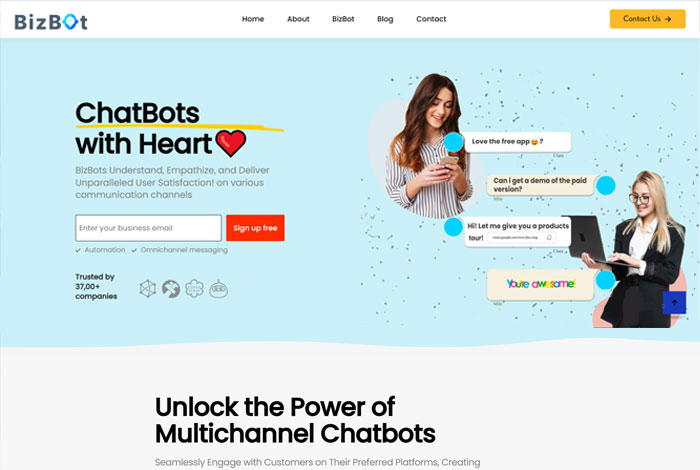 BizBot
Home About BizBot Blog Contact
Contact Us →
ChatBots
with Heart❤️
BizBots Understand, Empathize, and Deliver
Unparalleled User Satisfaction! on various
communication channels
Enter your business email
Sign up free
✓ Automation ✓ Omnichannel messaging
Trusted by
37,00+
companies
Love the free app😄 ?
Can i get a demo of the paid
version?
Hi! Let me give you a products
tour!
You're awesome!
Unlock the Power of
Multichannel Chatbots
Seamlessly Engage with Customers on Their Preferred Platforms, Creating